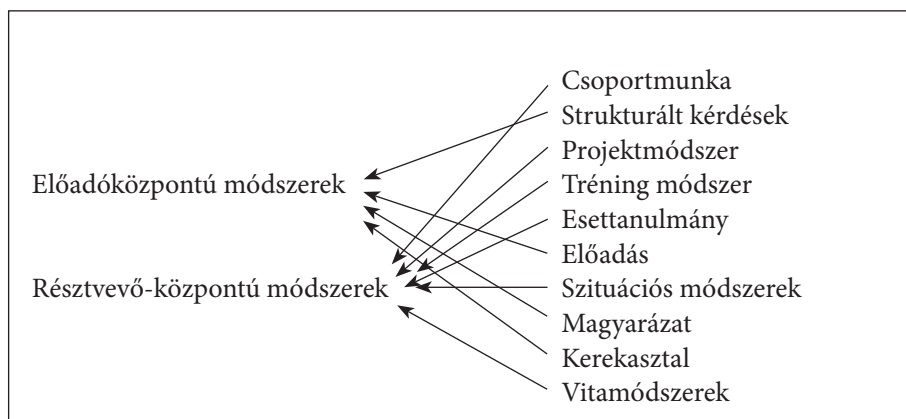 Csoportmunka
Strukturált kérdések
Projektmódszer
Előadóközpontú módszerek
Tréning módszer
Esettanulmány
Előadás
Résztvevő-központú módszerek
Szituációs módszerek
Magyarázat
Kerekasztal
Vitamódszerek